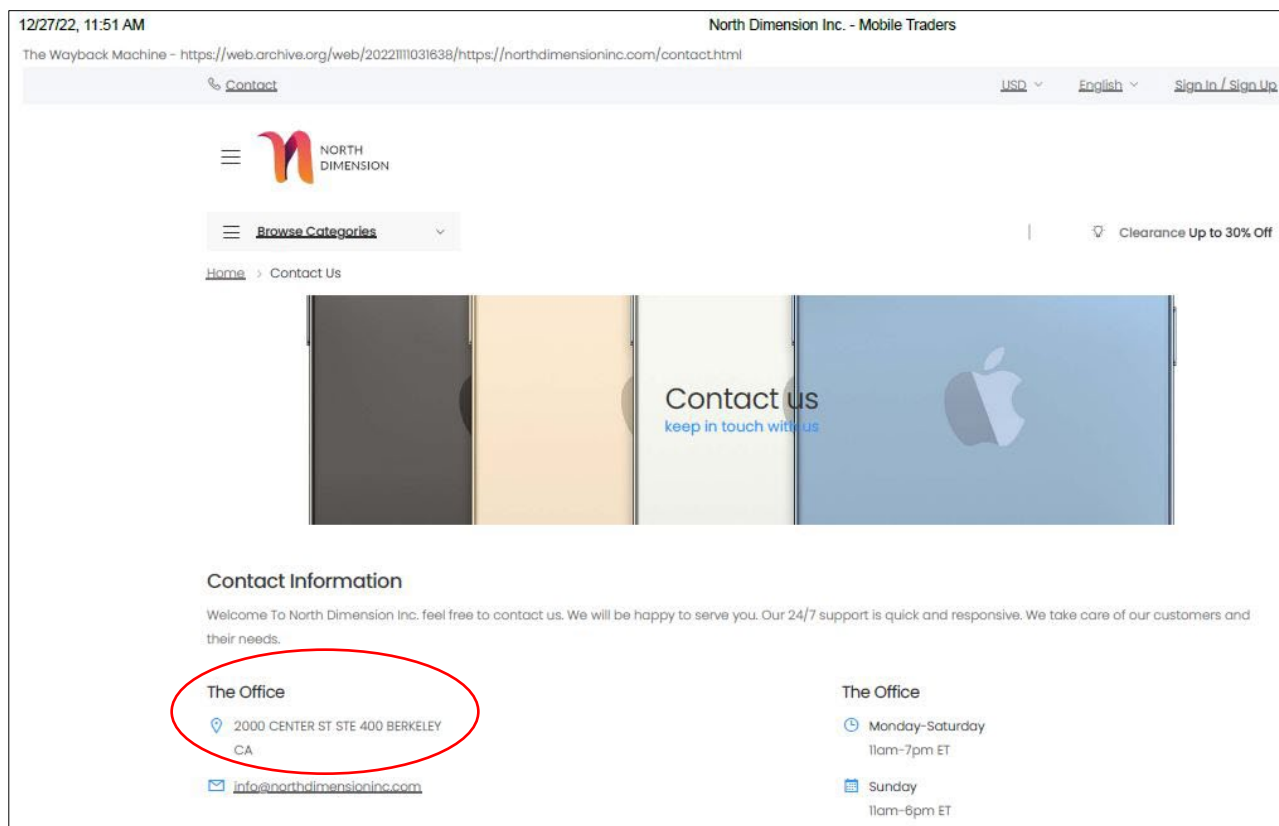 12/27/22, 11:51 AM North Dimension Inc. - Mobile Traders
The Wayback Machine - https://web.archive.org/web/20221111031638/https://northdimensioninc.com/contact.html
Contact USD English Sign In / Sign Up
NORTH
DIMENSION
Browse Categories Clearance Up to 30% Off
Home > Contact Us
Contact us
keep in touch with us
Contact Information
Welcome To North Dimension Inc. feel free to contact us. We will be happy to serve you. Our 24/7 support is quick and responsive. We take care of our customers and
their needs.
The Office
2000 CENTER ST STE 400 BERKELEY
CA
info@northdimensioninc.com
The Office
Monday-Saturday
11am-7pm ET
Sunday
11am-6pm ET